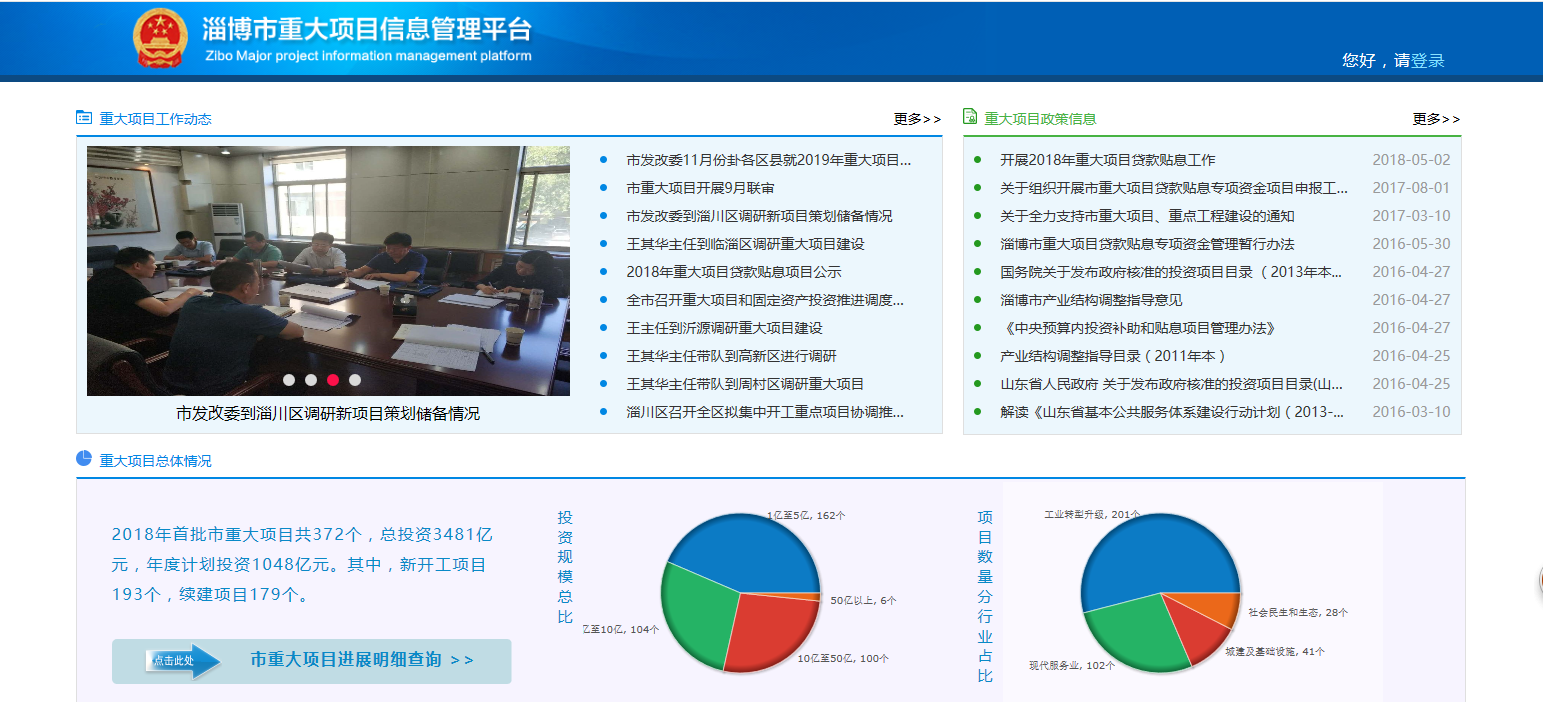 淄博市重大项目信息管理平台
Zibo Major project information management platform
您好，请登录
重大项目工作动态
更多>>
市发改委11月份赴各区县就2019年重大项目...
市重大项目开展9月联审
市发改委到淄川区调研新项目策划储备情况
王其华主任到临淄区调研重大项目建设
2018年重大项目贷款贴息项目公示
全市召开重大项目和固定资产投资推进调度...
王主任到沂源调研重大项目建设
王其华主任带队到高新区进行调研
王其华主任带队到周村区调研重大项目
淄川区召开全区拟集中开工重点项目协调推...
市发改委到淄川区调研新项目策划储备情况
重大项目政策信息
更多>>
开展2018年重大项目贷款贴息工作 2018-05-02
关于组织开展市重大项目贷款贴息专项资金项目申报工... 2017-08-01
关于全力支持市重大项目、重点工程建设的通知 2017-03-10
淄博市重大项目贷款贴息专项资金管理暂行办法 2016-05-30
国务院关于发布政府核准的投资项目目录 （2013年本... 2016-04-27
淄博市产业结构调整指导意见 2016-04-27
《中央预算内投资补助和贴息项目管理办法》 2016-04-27
产业结构调整指导目录（2011年本） 2016-04-25
山东省人民政府 关于发布政府核准的投资项目目录(山... 2016-04-25
解读《山东省基本公共服务体系建设行动计划（2013-... 2016-03-10
重大项目总体情况
2018年首批市重大项目共372个，总投资3481亿
元，年度计划投资1048亿元。其中，新开工项目
193个，续建项目179个。
点击此处
市重大项目进展明细查询 >>
投资规模总比
1亿至5亿, 162个
50亿以上, 6个
亿至10亿, 104个
10亿至50亿, 100个
项目数量分行业占比
工业转型升级, 201个
社会民生和生态, 28个
城建及基础设施, 41个
现代服务业, 102个